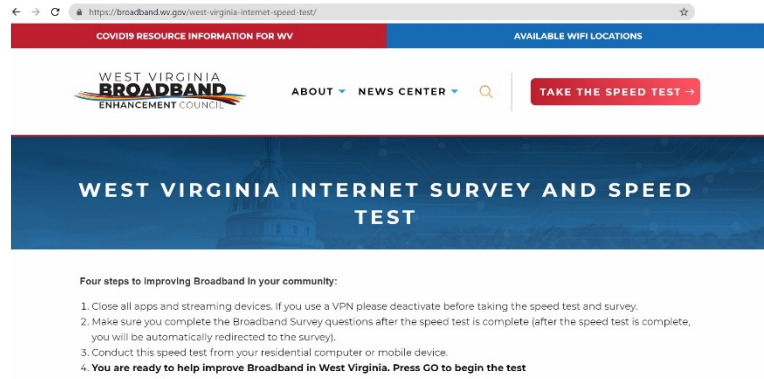 https://broadband.wv.gov/west-virginia-internet-speed-test/
COVID19 RESOURCE INFORMATION FOR WV
AVAILABLE WIFI LOCATIONS
WEST VIRGINIA
BROADBAND
ENHANCEMENT COUNCIL
ABOUT
NEWS CENTER
TAKE THE SPEED TEST →
WEST VIRGINIA INTERNET SURVEY AND SPEED
TEST
Four steps to improving Broadband in your community:
1. Close all apps and streaming devices. If you use a VPN please deactivate before taking the speed test and survey.
2. Make sure you complete the Broadband Survey questions after the speed test is complete (after the speed test is complete,
you will be automatically redirected to the survey).
3. Conduct this speed test from your residential computer or mobile device.
4. You are ready to help improve Broadband in West Virginia. Press GO to begin the test